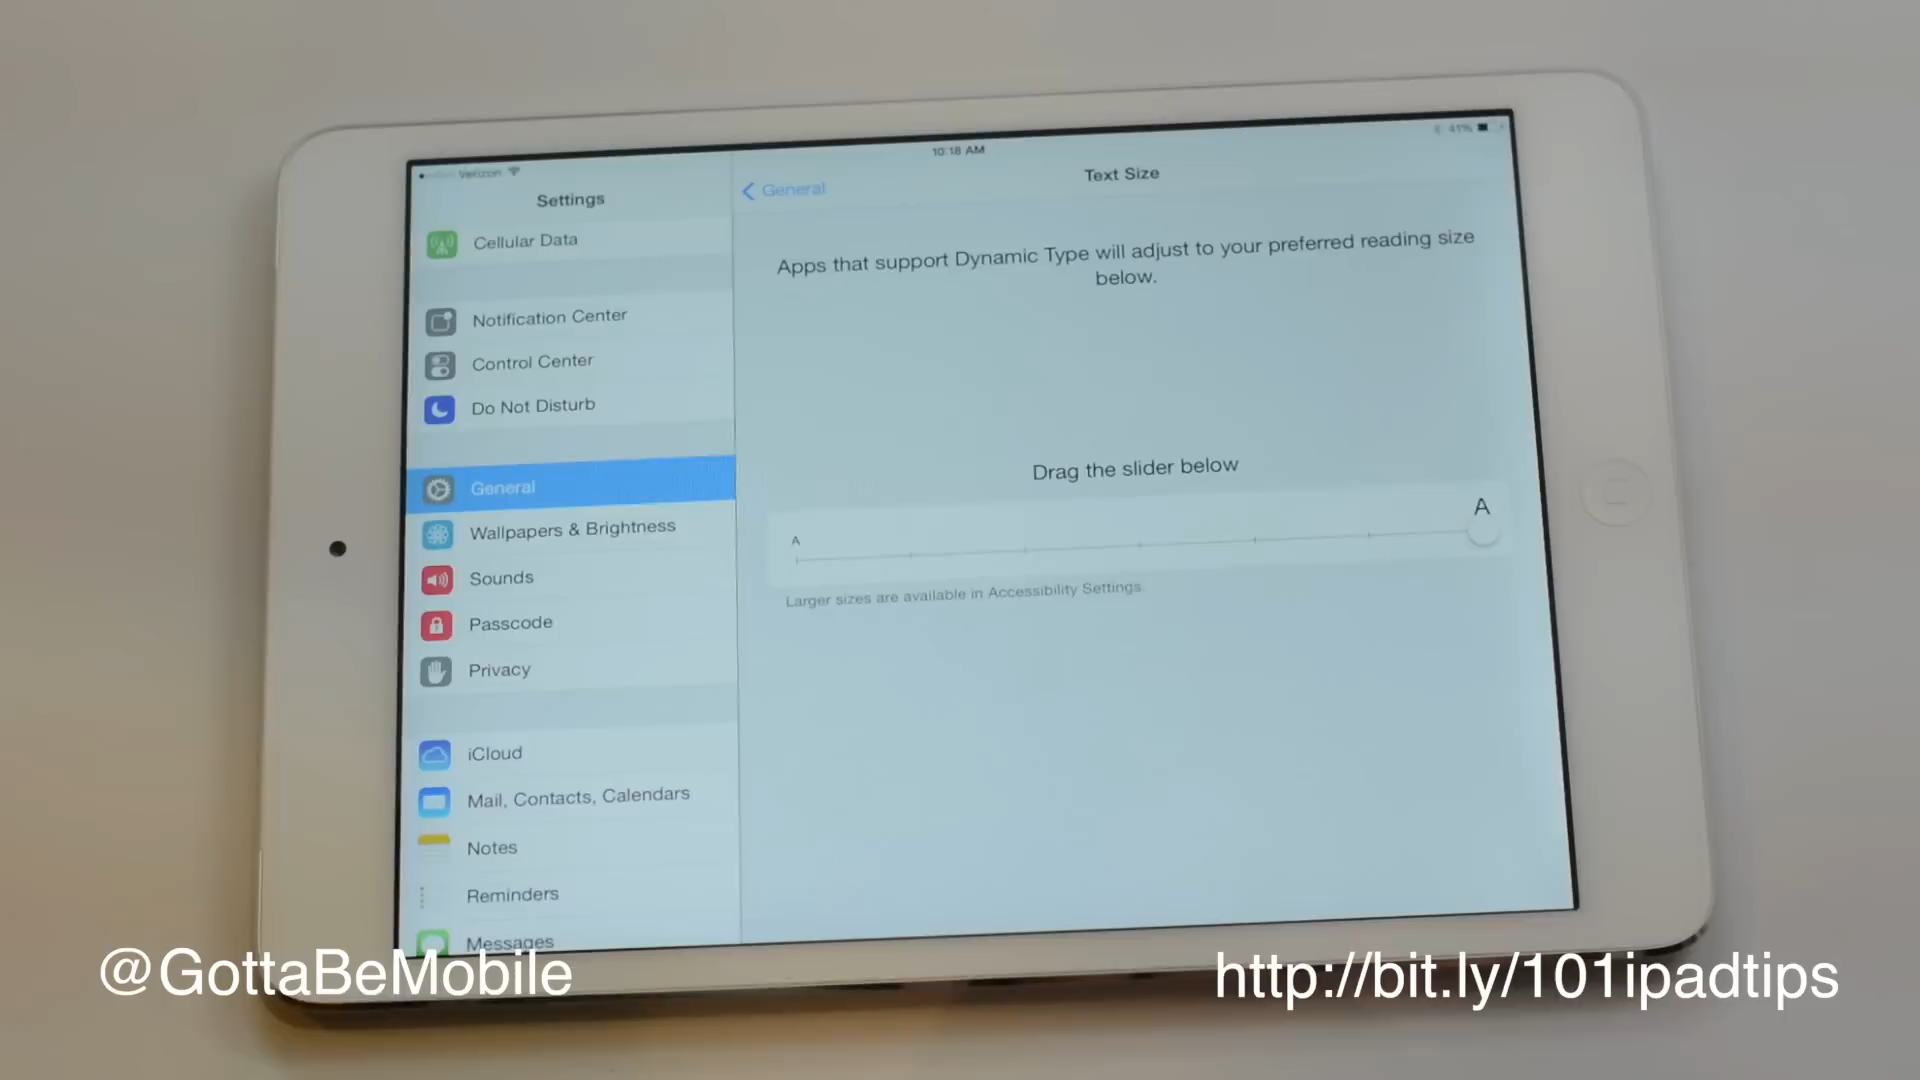 Verizon
10:18 AM
41%
Settings
General
Text Size
Cellular Data
Notification Center
Control Center
Do Not Disturb
General
Wallpapers & Brightness
Sounds
Passcode
Privacy
iCloud
Mail, Contacts, Calendars
Notes
Reminders
Messages
Apps that support Dynamic Type will adjust to your preferred reading size
below.
Drag the slider below
A
A
Larger sizes are available in Accessibility Settings.
@GottaBeMobile
http://bit.ly/101ipadtips